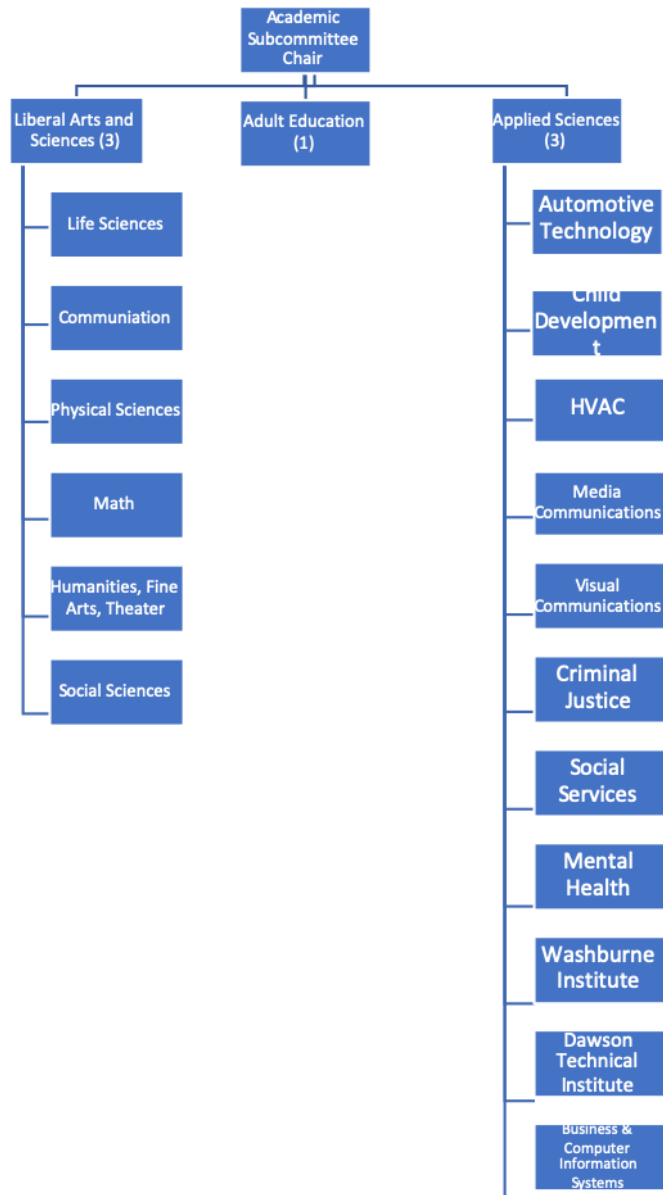 Academic
Subcommittee
Chair
Liberal Arts and
Sciences (3)
Adult Education
(1)
Applied Sciences
(3)
Life Sciences
Communiation
Physical Sciences
Math
Humanities, Fine
Arts, Theater
Social Sciences
Automotive
Technology
Child
Developmen
t
HVAC
Media
Communications
Visual
Communications
Criminal
Justice
Social
Services
Mental
Health
Washburne
Institute
Dawson
Technical
Institute
Business &
Computer
Information
Systems